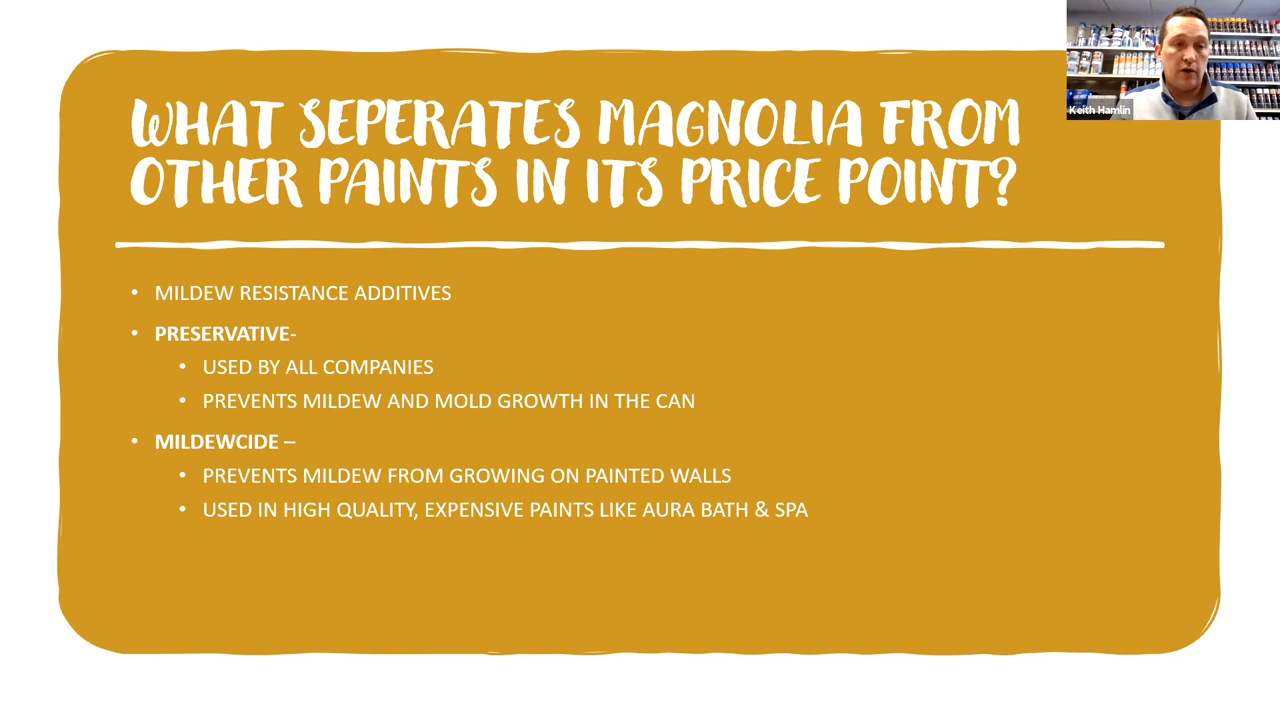 WHAT SEPERATES MAGNOLIA FROM
OTHER PAINTS IN ITS PRICE POINT?
• MILDEW RESISTANCE ADDITIVES
• PRESERVATIVE-
• USED BY ALL COMPANIES
• PREVENTS MILDEW AND MOLD GROWTH IN THE CAN
• MILDEWCIDE –
• PREVENTS MILDEW FROM GROWING ON PAINTED WALLS
• USED IN HIGH QUALITY, EXPENSIVE PAINTS LIKE AURA BATH & SPA
Keith Hamlin